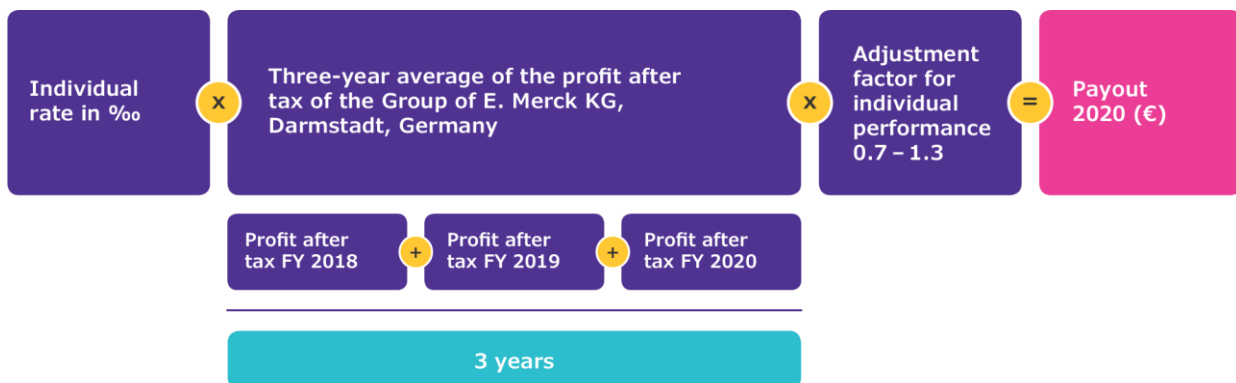 Individual
rate in ‰
x
Three-year average of the profit after
tax of the Group of E. Merck KG,
Darmstadt, Germany
x
Adjustment
factor for
individual
performance
0.7 – 1.3
=
Payout
2020 (€)
Profit after
tax FY 2018
+
Profit after
tax FY 2019
+
Profit after
tax FY 2020
3 years